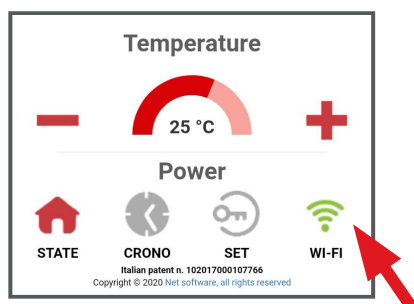 Temperature
25 °C
Power
STATE CRONO SET WI-FI
Italian patent n. 102017000107766
Copyright © 2020 Net software, all rights reserved